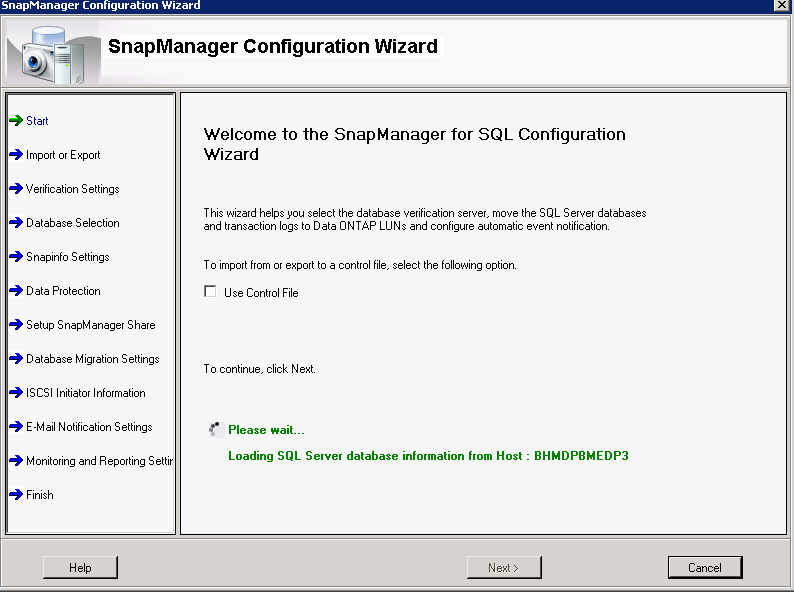 SnapManager Configuration Wizard
SnapManager Configuration Wizard
Start
Import or Export
Verification Settings
Database Selection
Snapinfo Settings
Data Protection
Setup SnapManager Share
Database Migration Settings
ISCSI Initiator Information
E-Mail Notification Settings
Monitoring and Reporting Settin
Finish
Welcome to the SnapManager for SQL Configuration
Wizard
This wizard helps you select the database verification server, move the SQL Server databases
and transaction logs to Data ONTAP LUNs and configure automatic event notification.
To import from or export to a control file, select the following option.
Use Control File
To continue, click Next.
Please wait...
Loading SQL Server database information from Host : BHMDPBMEDP3
Help
Next >
Cancel